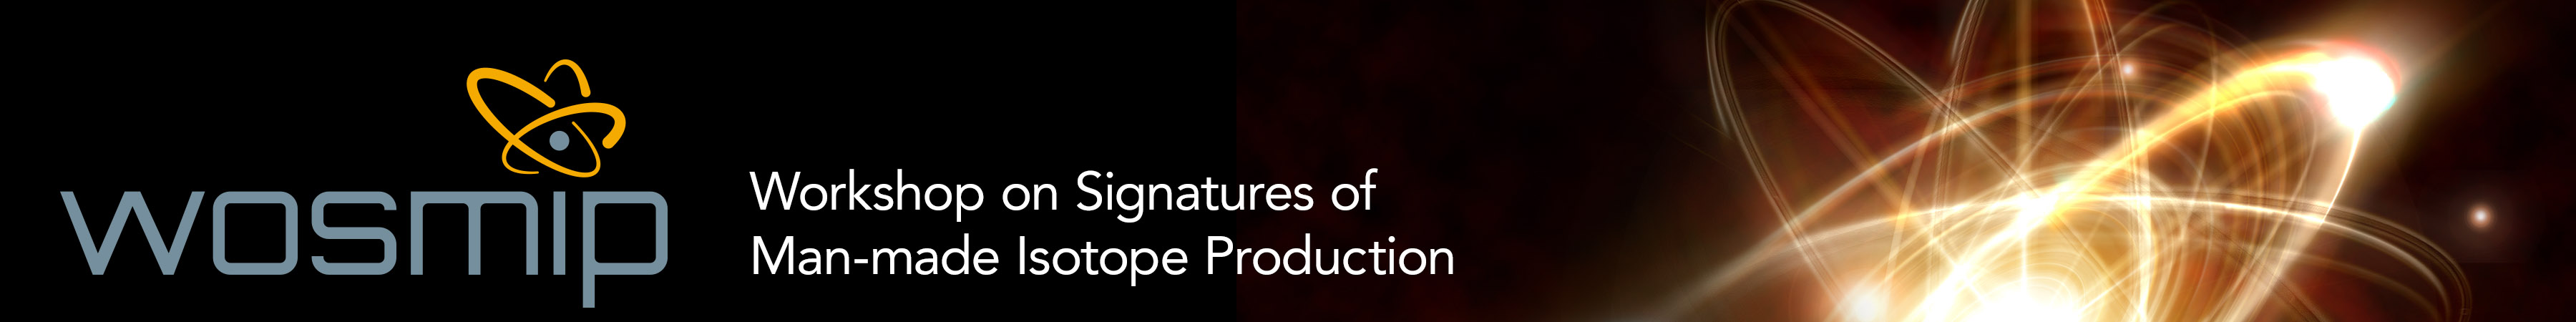 wosmip
Workshop on Signatures of
Man-made Isotope Production